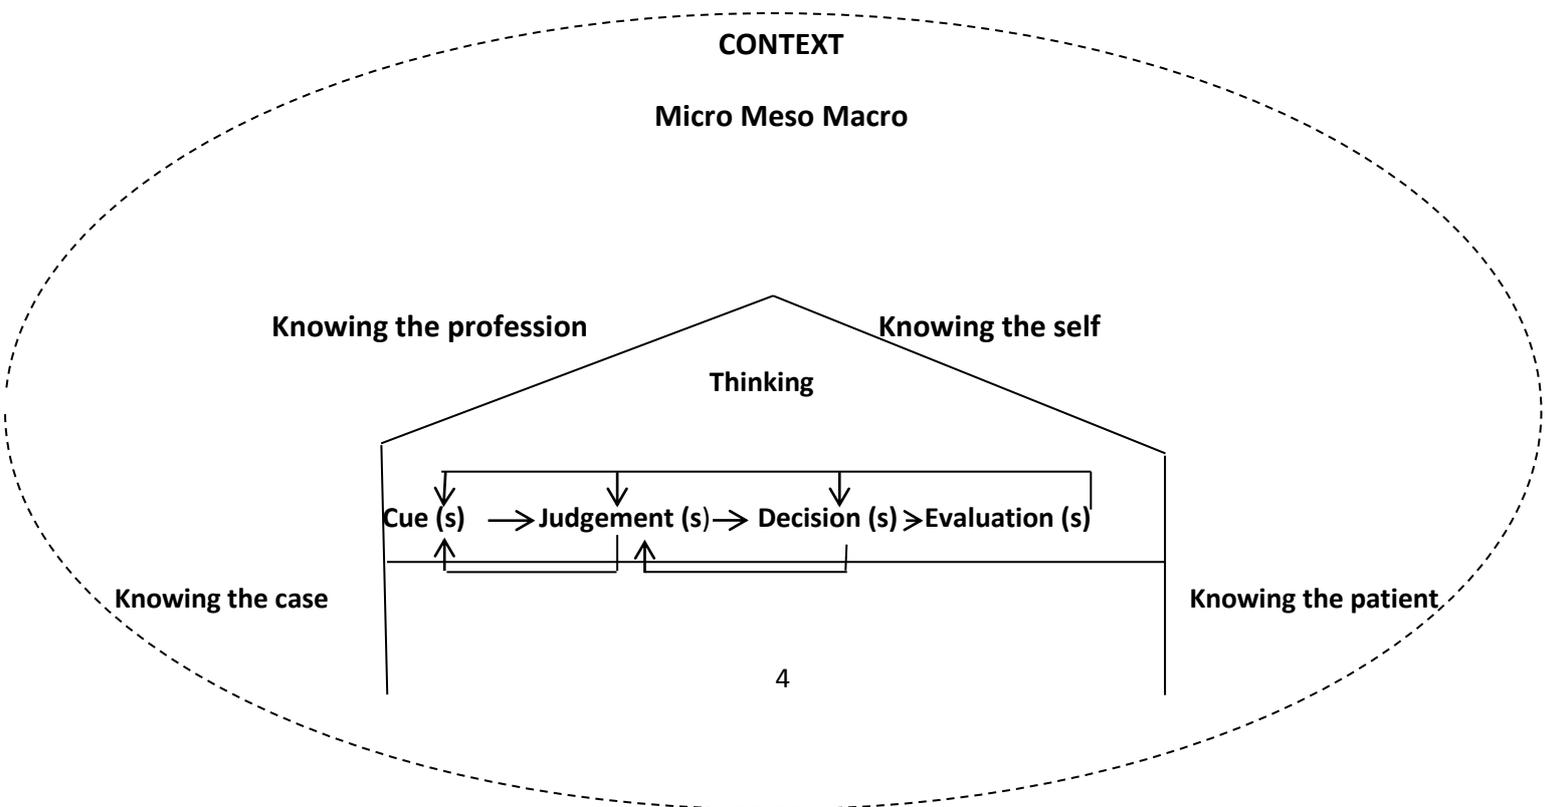 CONTEXT
Micro Meso Macro
Knowing the profession
Knowing the self
Thinking
Cue (s)
Judgement (s)
Decision (s)
Evaluation (s)
Knowing the case
Knowing the patient
4